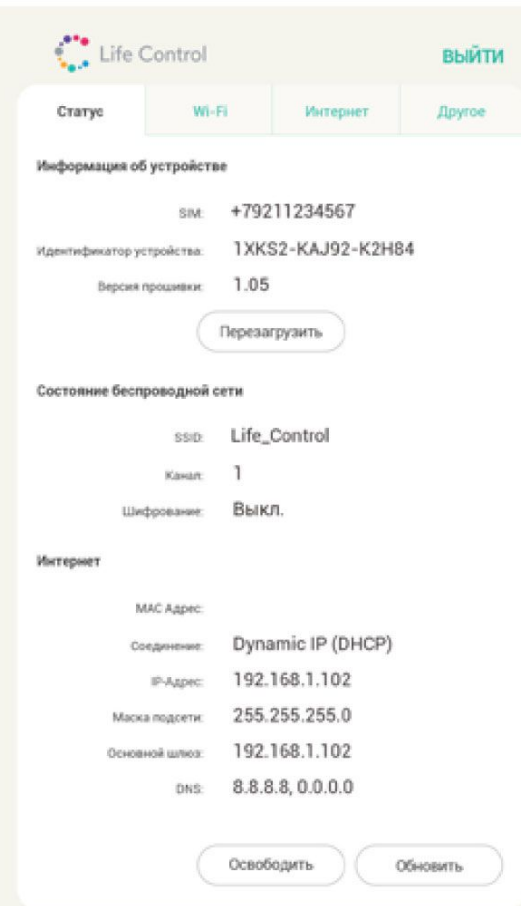 Life Control
ВЫЙТИ
Статус Wi-Fi Интернет Другое
Информация об устройстве
SIM: +79211234567
Идентификатор устройства: 1XKS2-KAJ92-K2H84
Версия прошивки: 1.05
Перезагрузить
Состояние беспроводной сети
SSID: Life_Control
Канал: 1
Шифрование: Выкл.
Интернет
MAC Адрес:
Соединение: Dynamic IP (DHCP)
IP-Адрес: 192.168.1.102
Маска подсети: 255.255.255.0
Основной шлюз: 192.168.1.102
DNS: 8.8.8.8, 0.0.0.0
Освободить Обновить